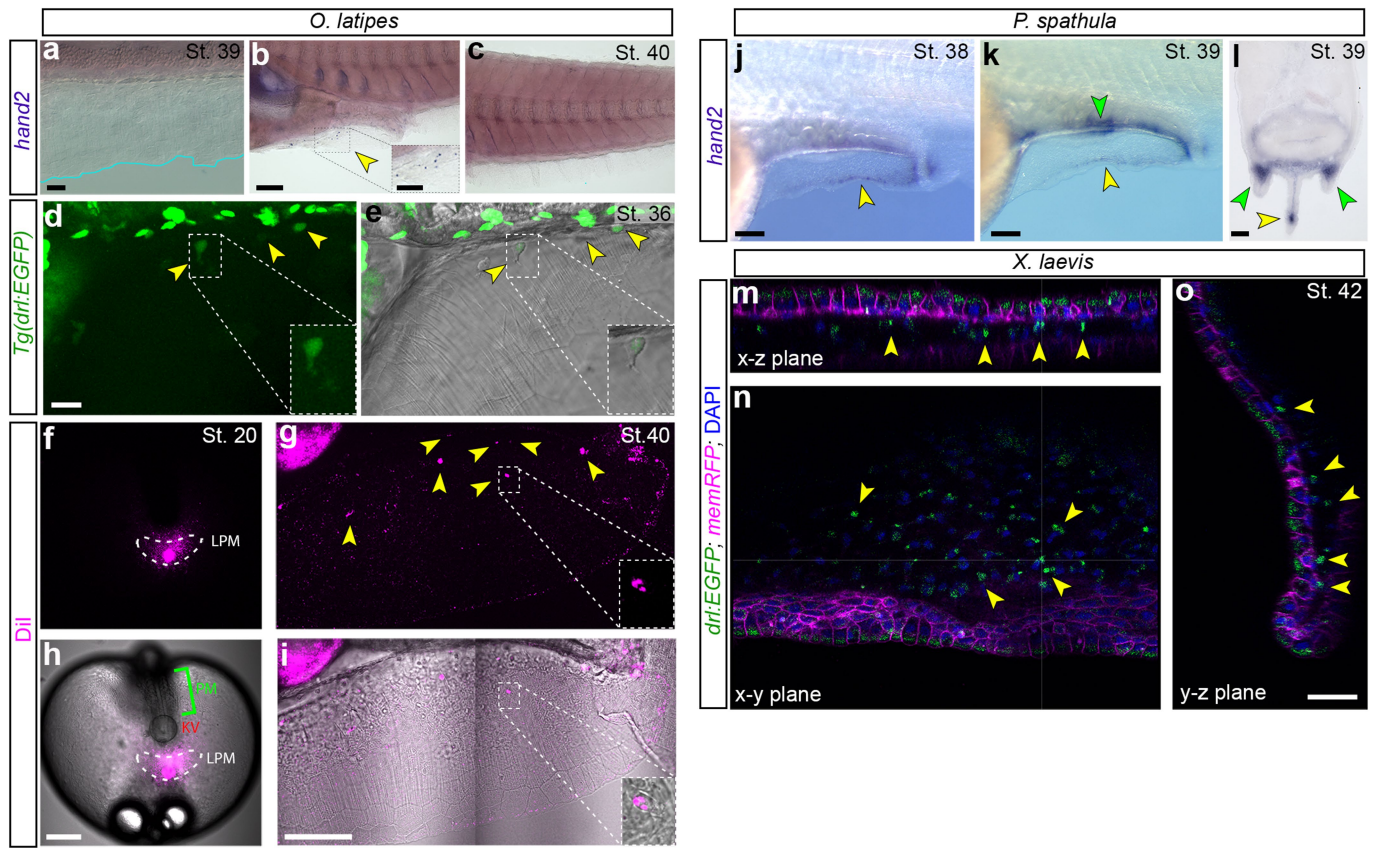 O. latipes
hand2
a
St. 39
b
c
St. 40
Tg(drl:EGFP)
d
e
St. 36
DiI
f
St. 20
LPM
g
St.40
h
PM
KV
LPM
i
P. spathula
hand2
j
St. 38
k
St. 39
l
St. 39
X. laevis
drl:EGFP; memRFP; DAPI
m
x-z plane
n
x-y plane
o
St. 42
y-z plane